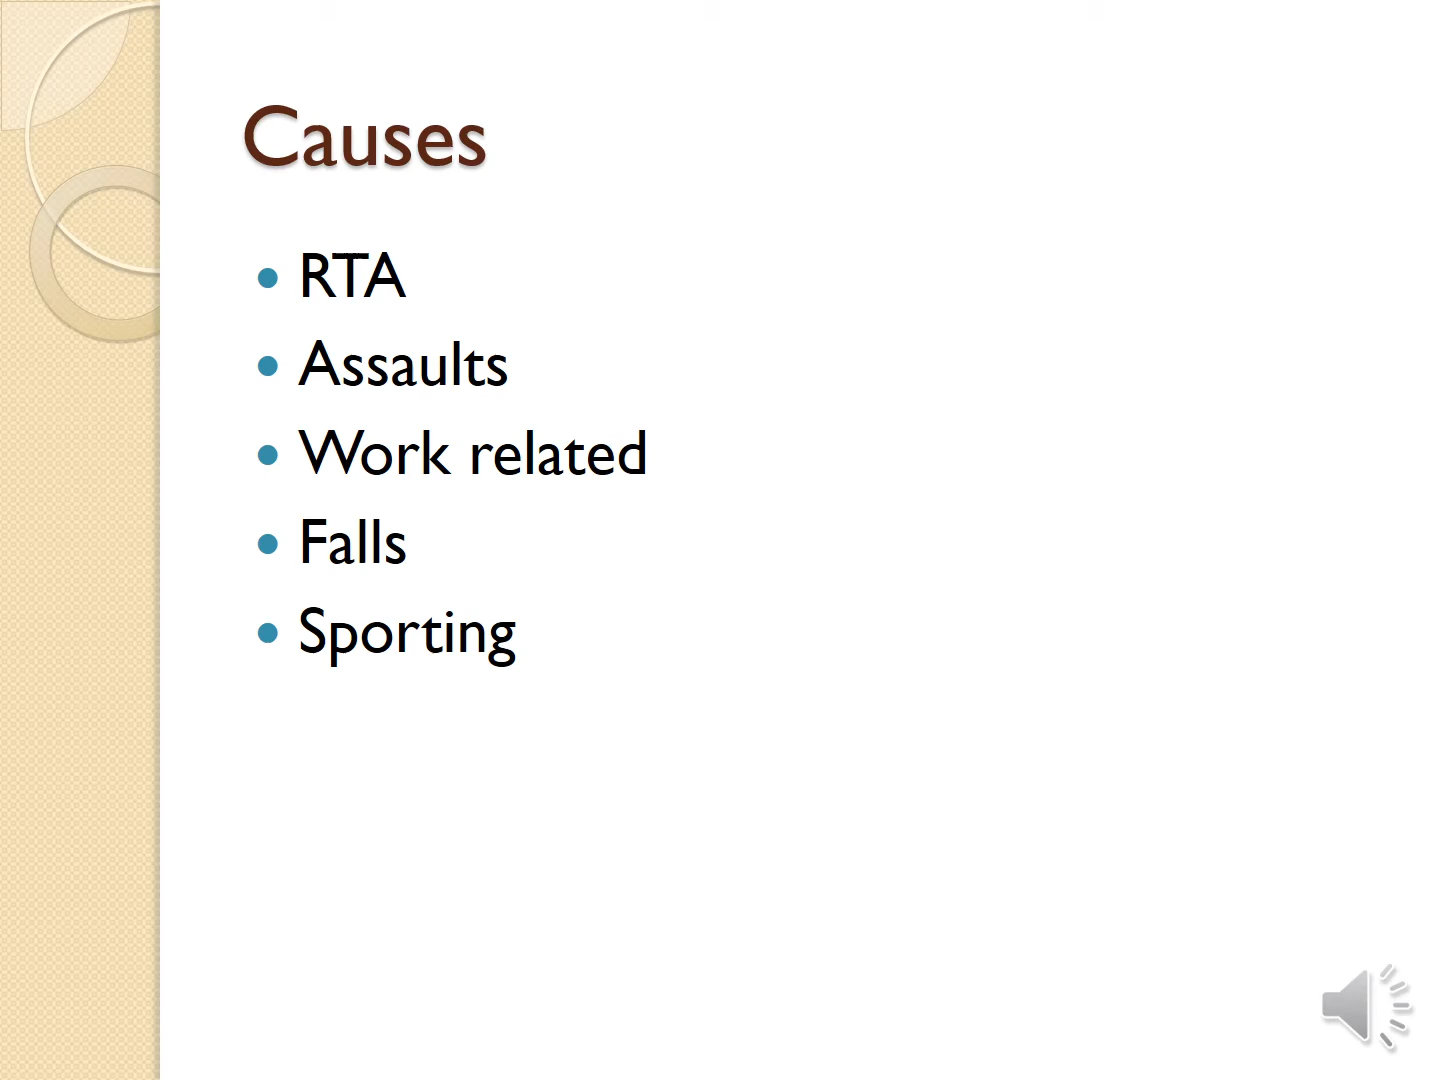 Causes
• RTA
• Assaults
• Work related
• Falls
• Sporting